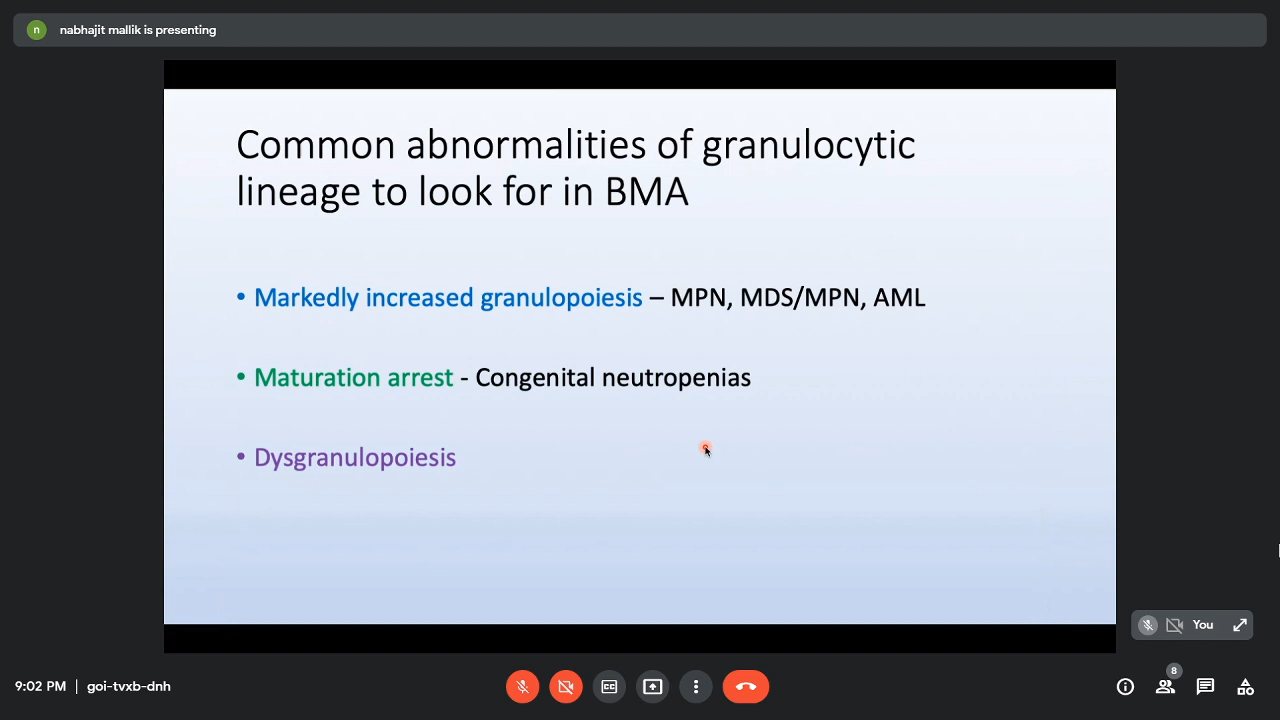 n nabhajit mallik is presenting
Common abnormalities of granulocytic
lineage to look for in BMA
• Markedly increased granulopoiesis – MPN, MDS/MPN, AML
• Maturation arrest - Congenital neutropenias
• Dysgranulopoiesis
You
8
9:02 PM | goi-tvxb-dnh
CC